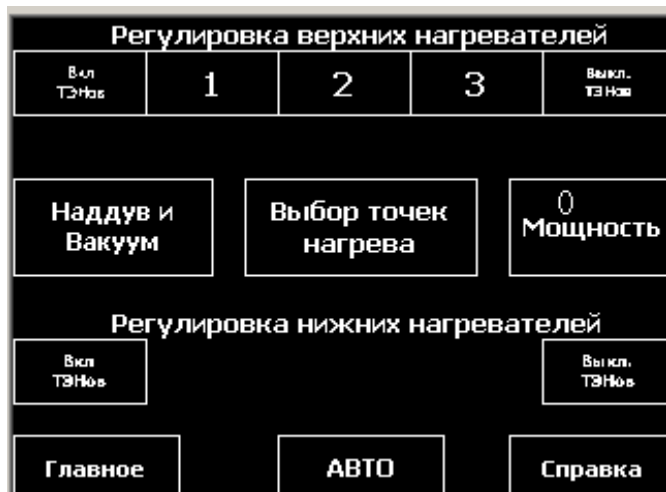 Регулировка верхних нагревателей
Вкл
ТЭНов
1
2
3
Выкл.
ТЭНов
Наддув и
Вакуум
Выбор точек
нагрева
0
Мощность
Регулировка нижних нагревателей
Вкл
ТЭНов
Выкл.
ТЭНов
Главное
АВТО
Справка